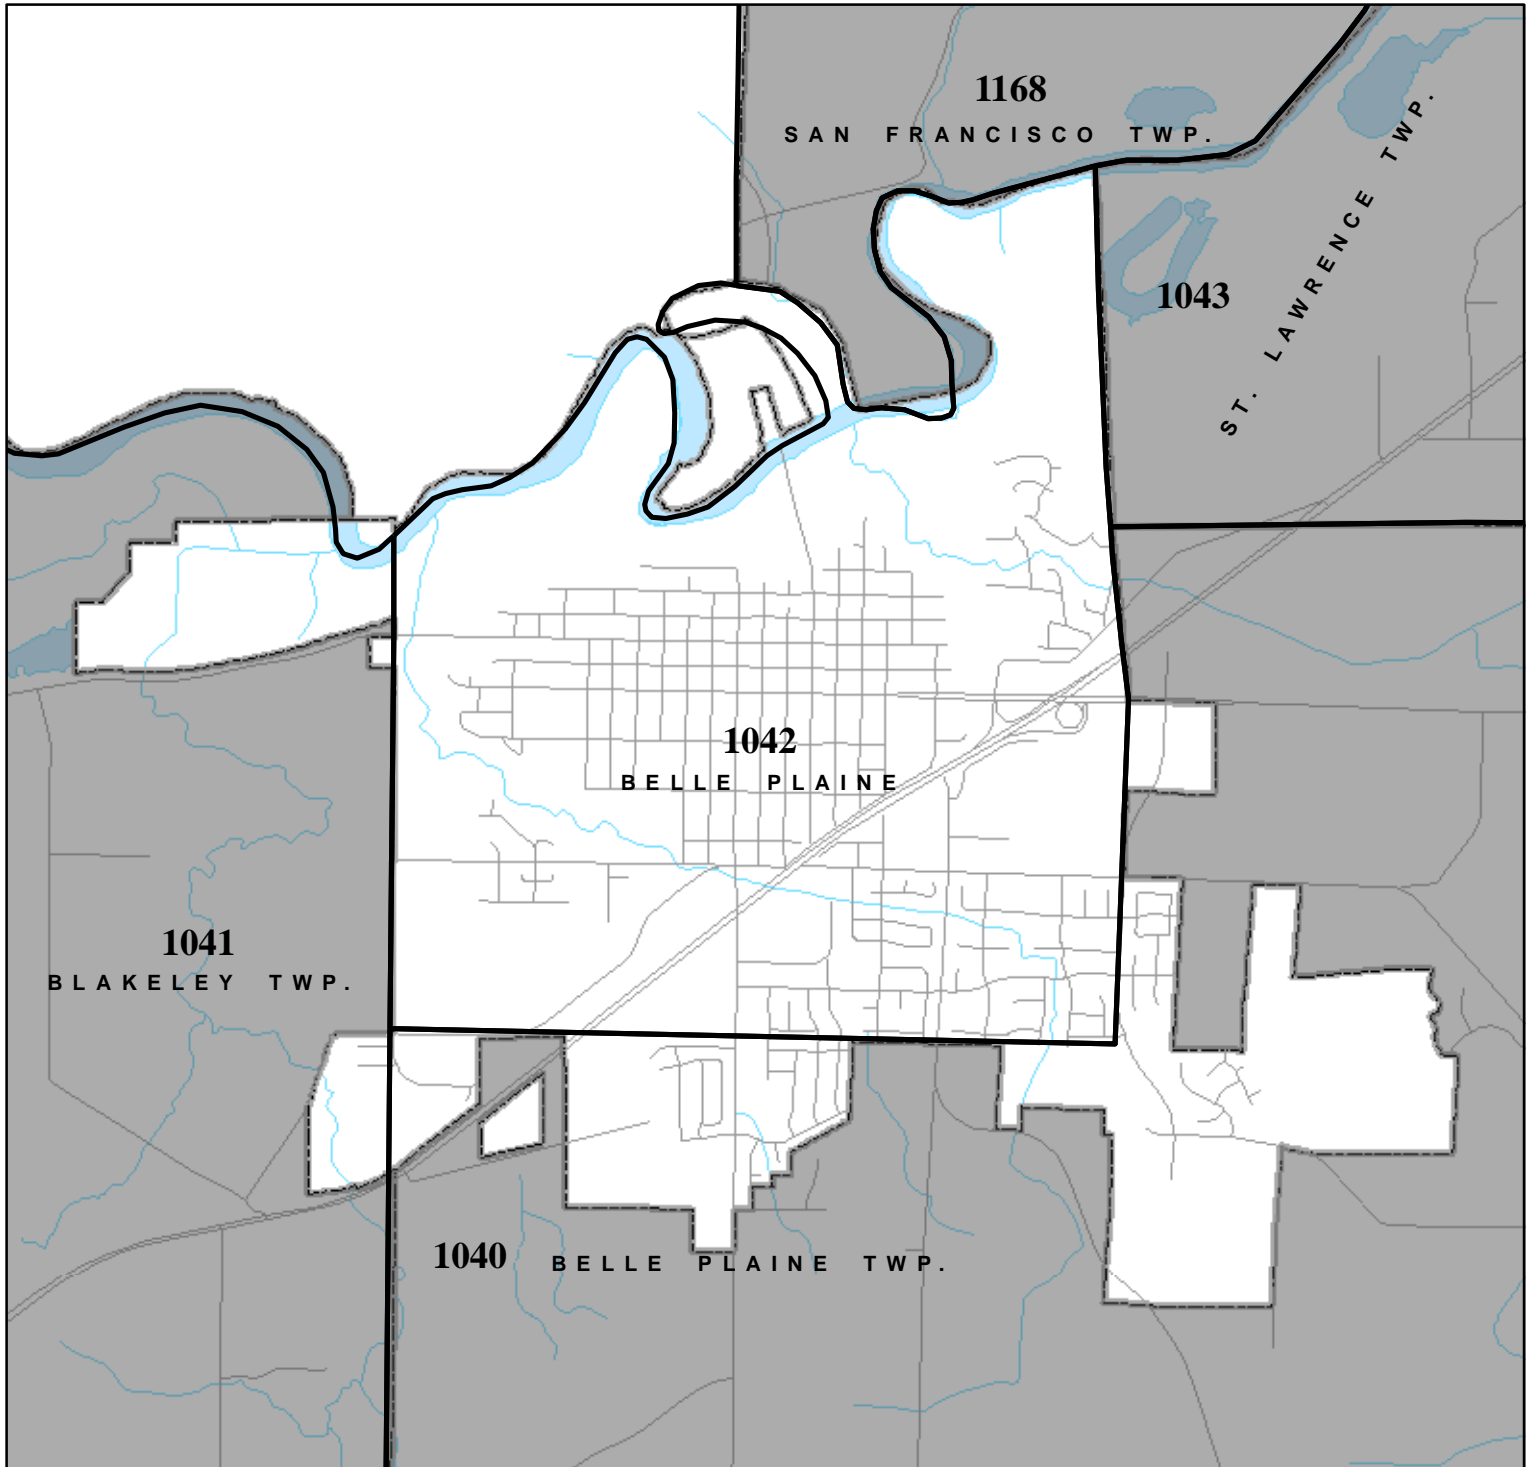 1168
SAN FRANCISCO TWP.
1043
ST. LAWRENCE TWP.
1042
BELLE PLAINE
1041
BLAKELEY TWP.
1040 BELLE PLAINE TWP.